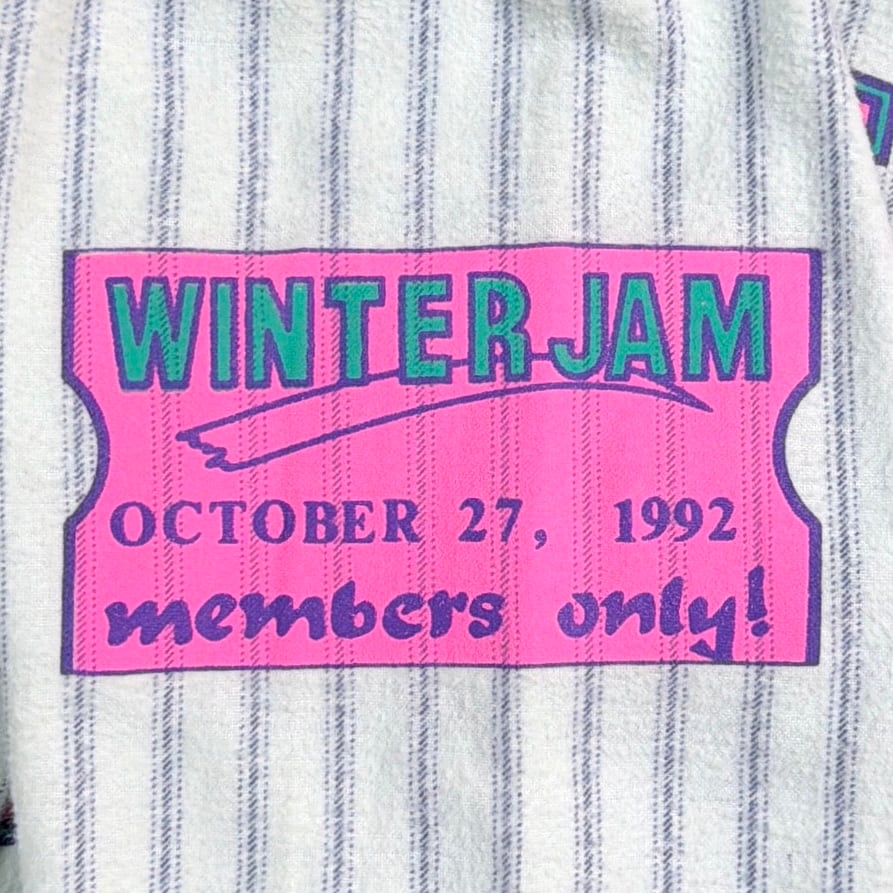 WINTER JAM
OCTOBER 27, 1992
members only!